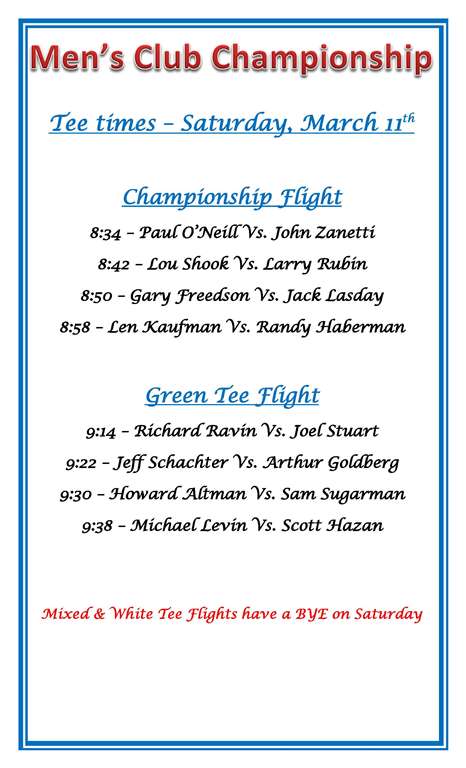 Men's Club Championship
Tee times – Saturday, March 11th
Championship Flight
8:34 – Paul O'Neill Vs. John Zanetti
8:42 – Lou Shook Vs. Larry Rubin
8:50 – Gary Freedson Vs. Jack Lasday
8:58 – Len Kaufman Vs. Randy Haberman
Green Tee Flight
9:14 – Richard Ravin Vs. Joel Stuart
9:22 – Jeff Schachter Vs. Arthur Goldberg
9:30 – Howard Altman Vs. Sam Sugarman
9:38 – Michael Levin Vs. Scott Hazan
Mixed & White Tee Flights have a BYE on Saturday